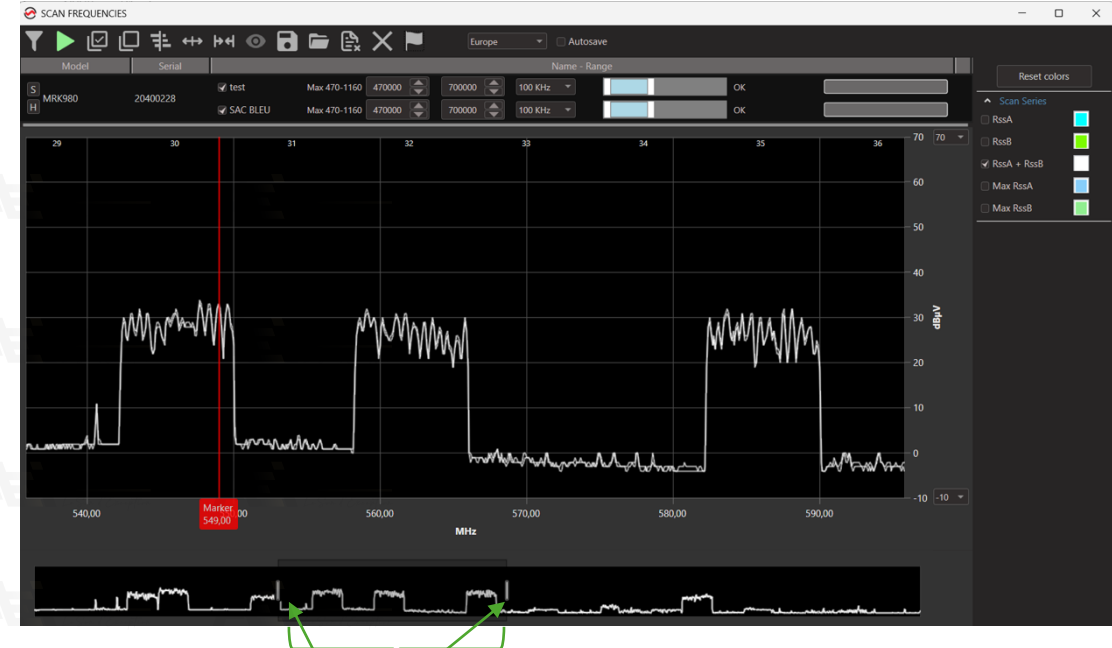 SCAN FREQUENCIES
Europe
Autosave
Model Serial Name - Range
Reset colors
S
H
MRK980 20400228
test Max 470-1160 470000 700000 100 KHz OK
SAC BLEU Max 470-1160 470000 700000 100 KHz OK
Scan Series
RssA
RssB
RssA + RssB
Max RssA
Max RssB
29 30 31 32 33 34 35 36
70 70
60
50
40
30
20
10
0
-10 -10
dBµV
540,00 560,00 570,00 580,00 590,00
Marker
549,00
MHz